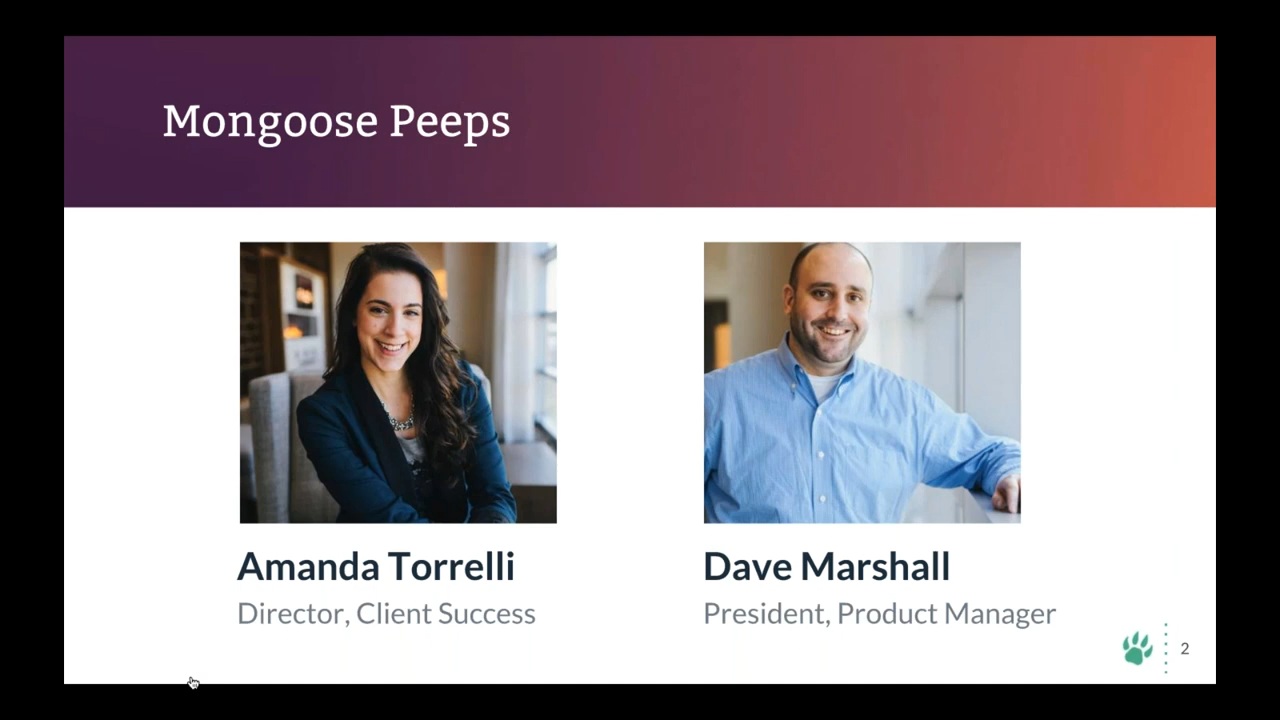 Mongoose Peeps
Amanda Torrelli
Director, Client Success
Dave Marshall
President, Product Manager
2